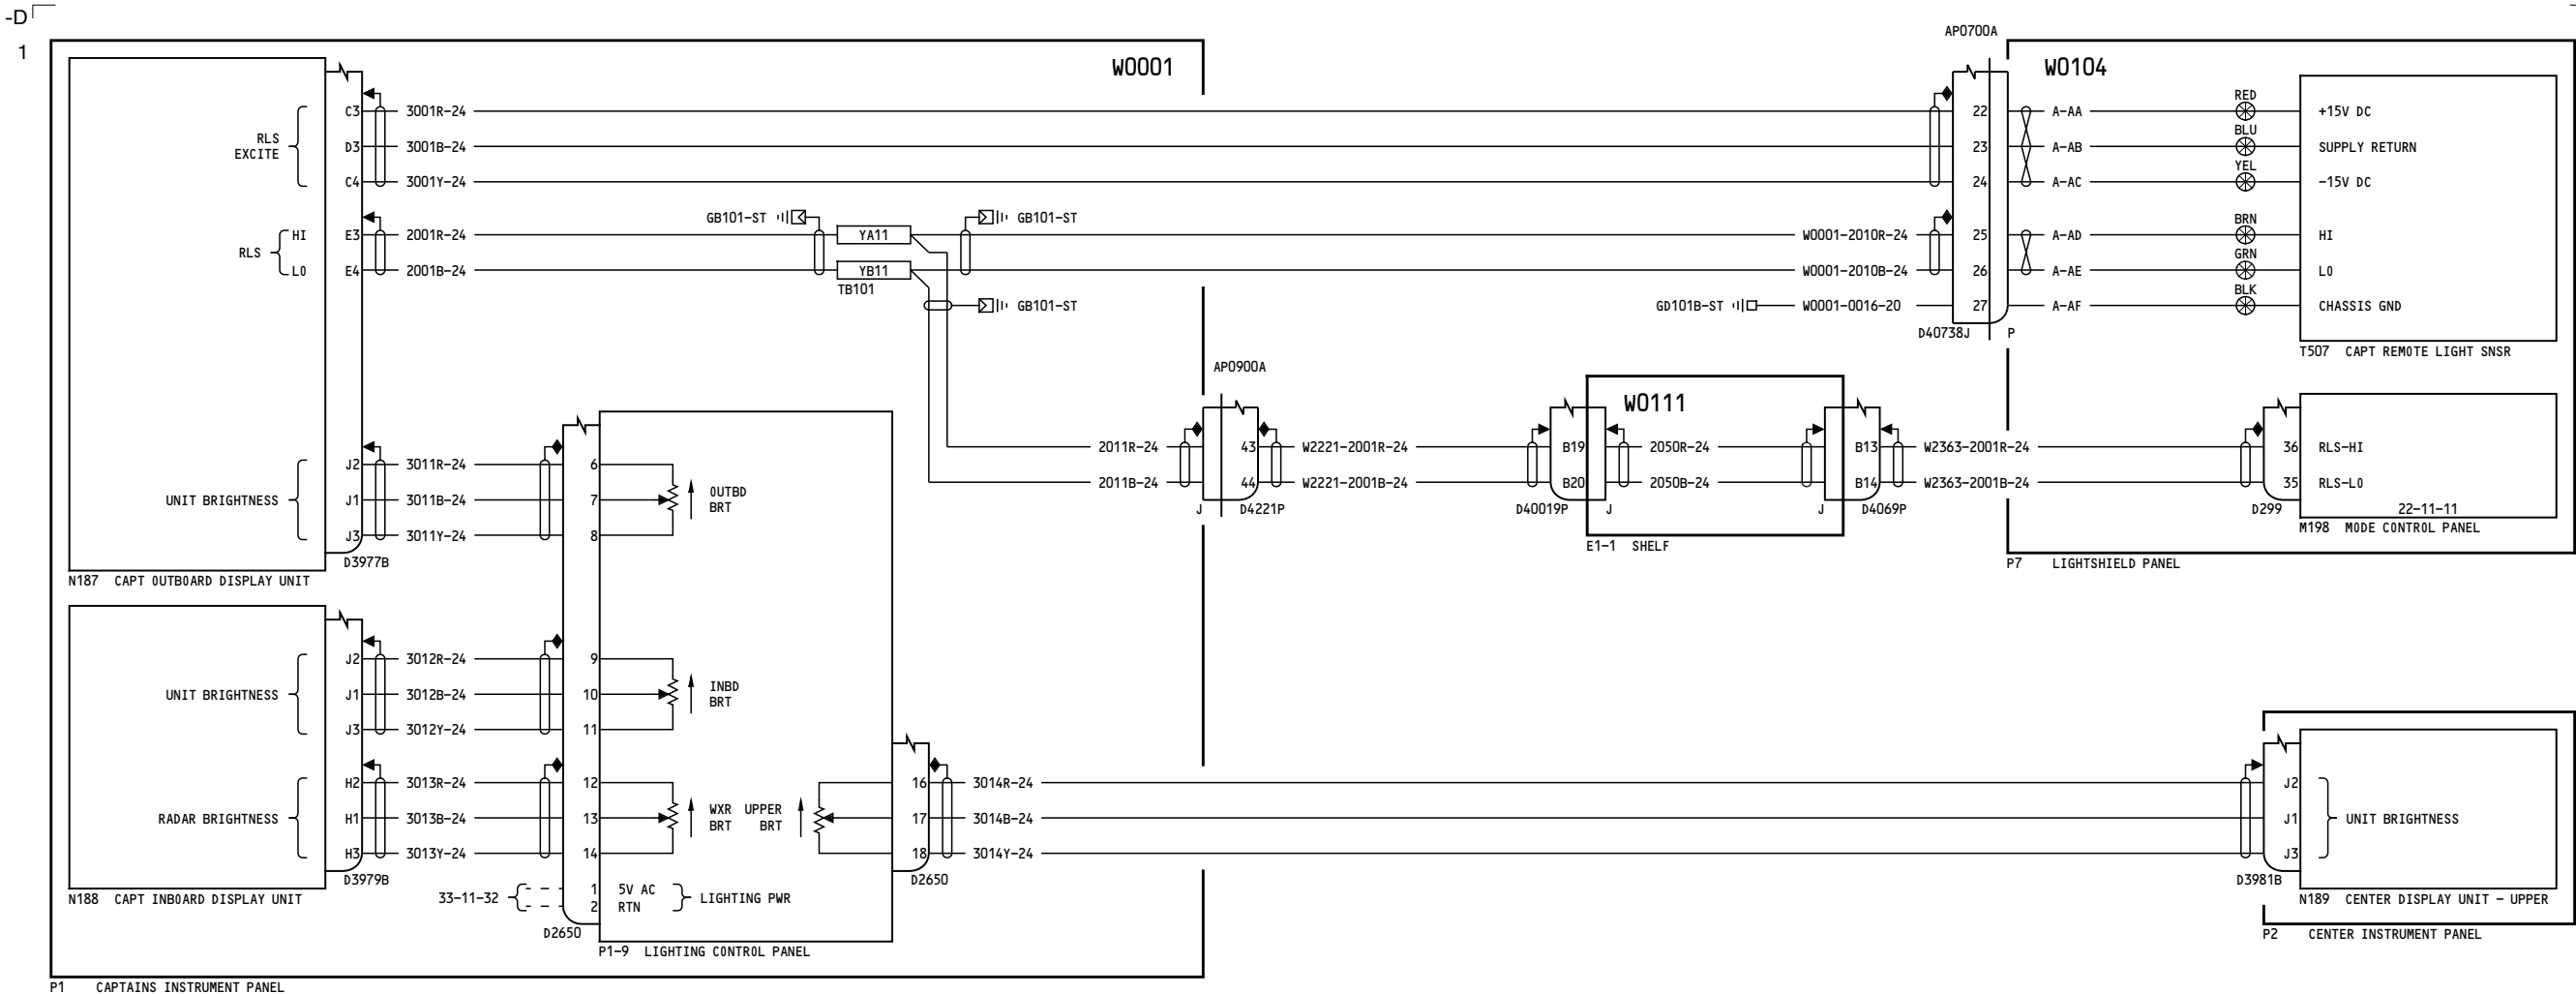 -D
1
W0001
AP0700A
W0104
RLS
EXCITE
C3
3001R-24
D3
3001B-24
C4
3001Y-24
22
23
24
A-AA
A-AB
A-AC
RED
BLU
YEL
+15V DC
SUPPLY RETURN
-15V DC
RLS
HI
LO
E3
2001R-24
E4
2001B-24
GB101-ST
YA11
YB11
TB101
GB101-ST
GB101-ST
W0001-2010R-24
W0001-2010B-24
GD101B-ST
W0001-0016-20
25
26
27
D40738J
P
A-AD
A-AE
A-AF
BRN
GRN
BLK
HI
LO
CHASSIS GND
T507 CAPT REMOTE LIGHT SNSR
AP0900A
2011R-24
2011B-24
43
44
J
D4221P
W2221-2001R-24
W2221-2001B-24
W0111
B19
B20
D40019P
J
2050R-24
2050B-24
J
B13
B14
D4069P
E1-1 SHELF
W2363-2001R-24
W2363-2001B-24
36
35
D299
RLS-HI
RLS-LO
22-11-11
M198 MODE CONTROL PANEL
P7 LIGHTSHIELD PANEL
UNIT BRIGHTNESS
J2
3011R-24
J1
3011B-24
J3
3011Y-24
D3977B
N187 CAPT OUTBOARD DISPLAY UNIT
6
7
8
OUTBD
BRT
UNIT BRIGHTNESS
J2
3012R-24
J1
3012B-24
J3
3012Y-24
9
10
11
INBD
BRT
RADAR BRIGHTNESS
H2
3013R-24
H1
3013B-24
H3
3013Y-24
D3979B
N188 CAPT INBOARD DISPLAY UNIT
12
13
14
WXR
BRT
UPPER
BRT
16
17
18
D2650
3014R-24
3014B-24
3014Y-24
33-11-32
1
2
5V AC
RTN
LIGHTING PWR
D2650
P1-9 LIGHTING CONTROL PANEL
J2
J1
J3
UNIT BRIGHTNESS
D3981B
N189 CENTER DISPLAY UNIT - UPPER
P2 CENTER INSTRUMENT PANEL
P1 CAPTAINS INSTRUMENT PANEL